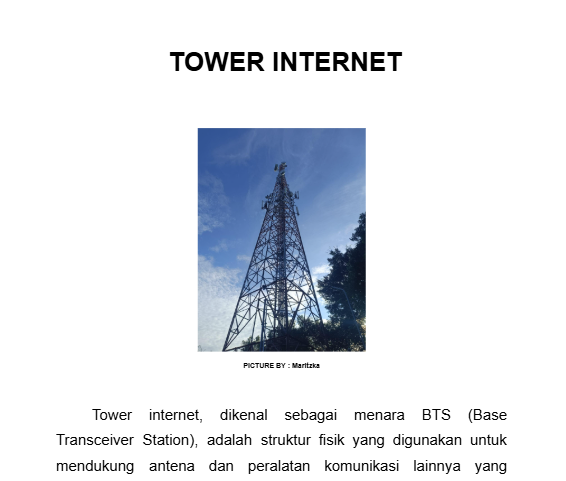 TOWER INTERNET
PICTURE BY : Maritzka
Tower internet, dikenal sebagai menara BTS (Base
Transceiver Station), adalah struktur fisik yang digunakan untuk
mendukung antena dan peralatan komunikasi lainnya yang